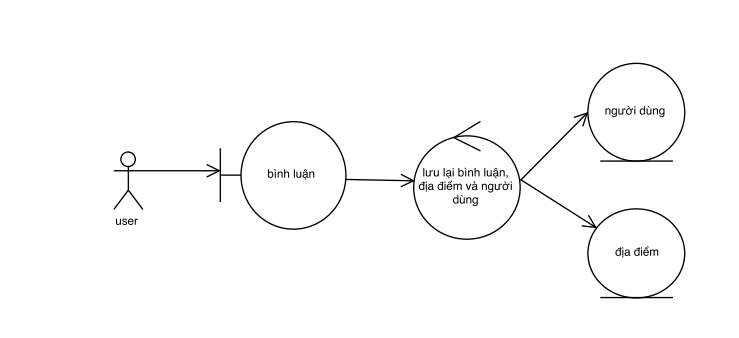 user
bình luận
lưu lại bình luận,
địa điểm và người
dùng
người dùng
địa điểm